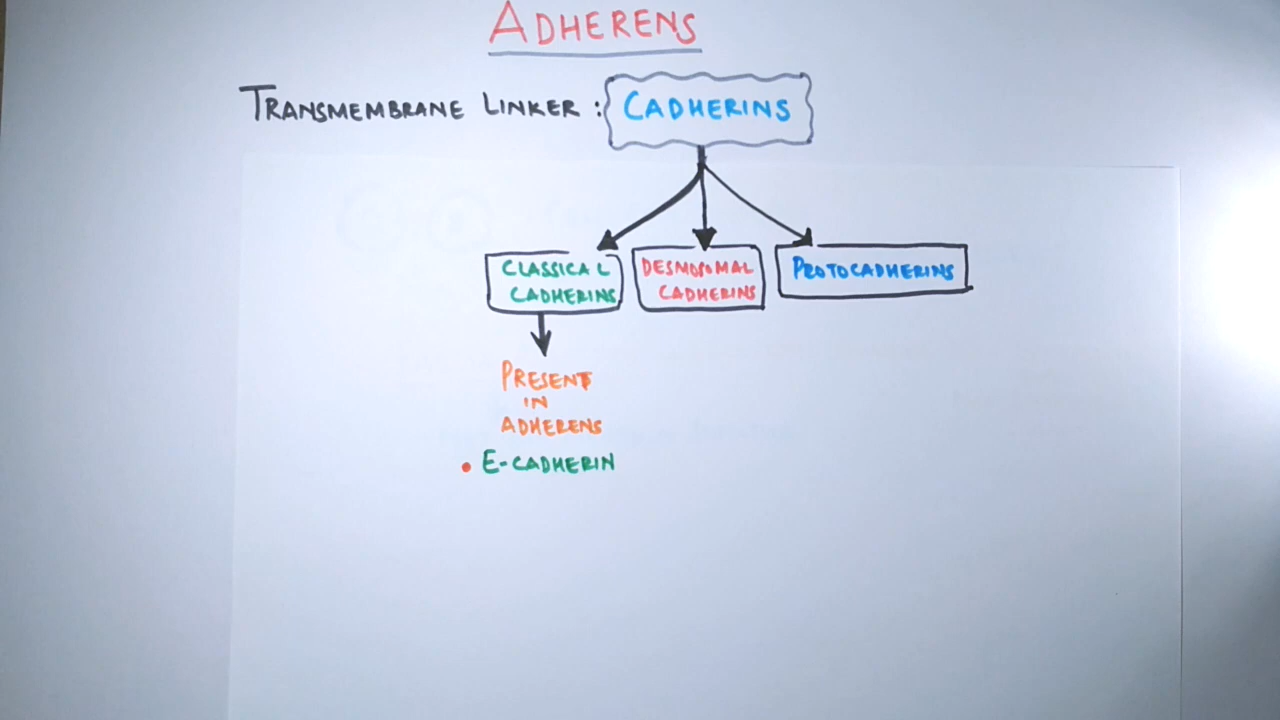 ADHERENS
TRANSMEMBRANE LINKER : CADHERINS
CLASSICAL
CADHERINS
DESMOSOMAL
CADHERINS
PROTOCADHERINS
PRESENT
IN
ADHERENS
• E-CADHERIN